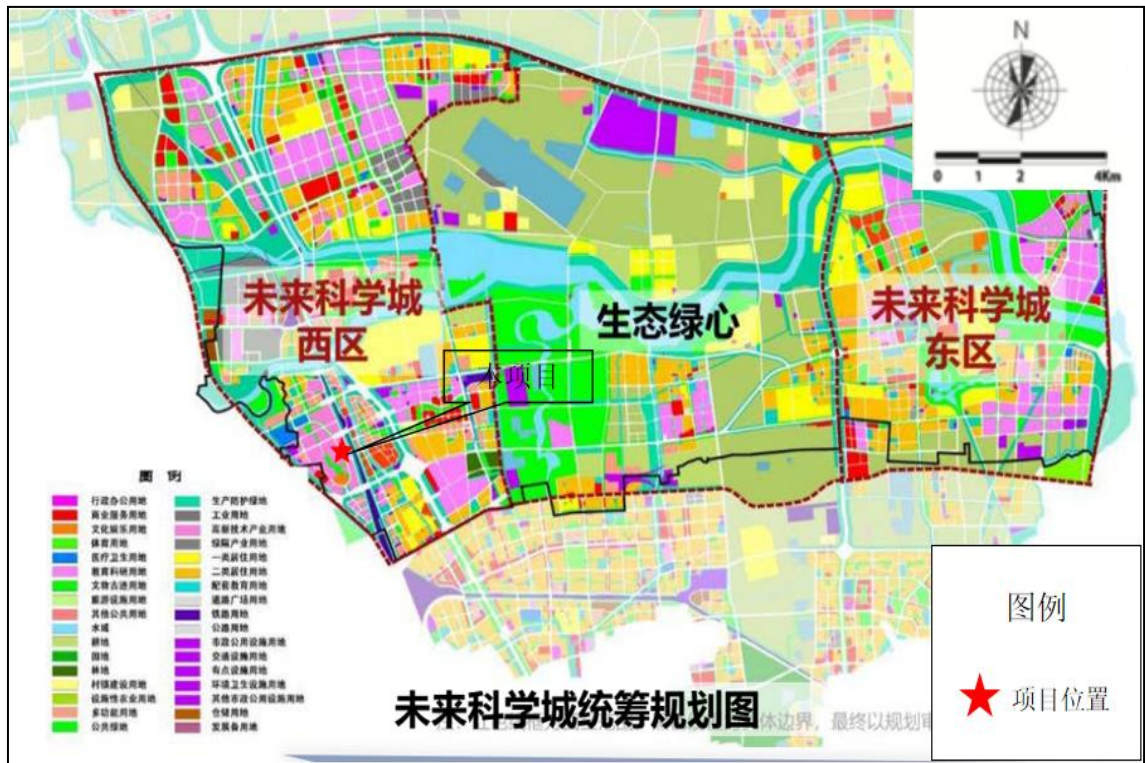 N
0 1 2 4Km
未来科学城
西区
生态绿心
未来科学城
东区
本项目
图 例
行政办公用地
商业服务用地
文化娱乐用地
体育用地
医疗卫生用地
教育科研用地
文物古迹用地
旅游设施用地
其他公共用地
水域
耕地
园地
林地
村镇建设用地
设施性农业用地
多功能用地
公共绿地
生产防护绿地
工业用地
高新技术产业用地
综合产业用地
一类居住用地
二类居住用地
配套教育用地
道路广场用地
铁路用地
公路用地
市政公用设施用地
交通设施用地
有点设施用地
环境卫生设施用地
其他市政公用设施用地
仓储用地
发展备用地
未来科学城统筹规划图
体边界，最终以规划审
图例
项目位置